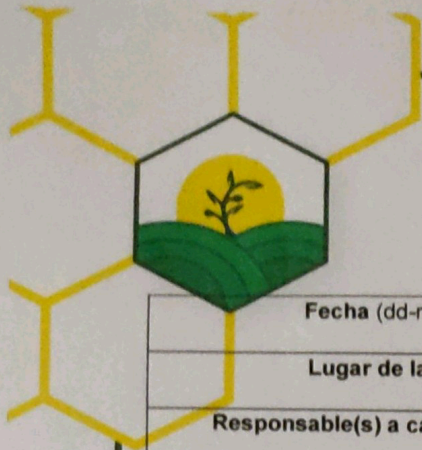 Fecha (dd-
Lugar de la
Responsable(s) a